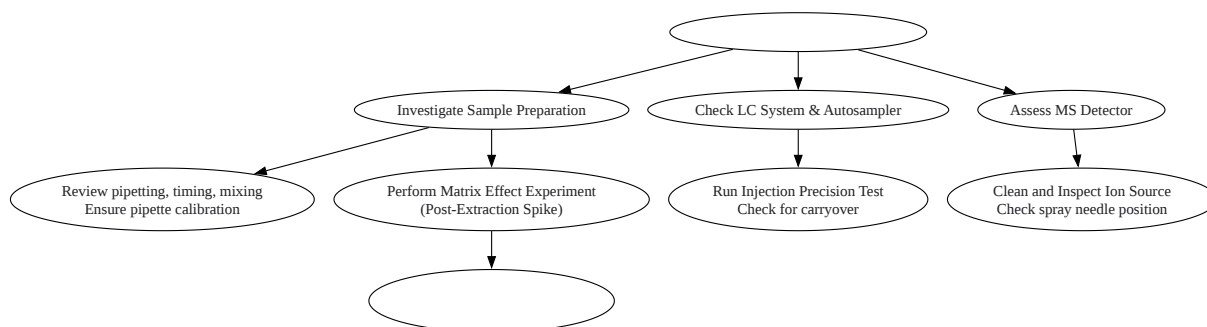 Investigate Sample Preparation
Check LC System & Autosampler
Assess MS Detector
Review pipetting, timing, mixing
Ensure pipette calibration
Perform Matrix Effect Experiment
(Post-Extraction Spike)
Run Injection Precision Test
Check for carryover
Clean and Inspect Ion Source
Check spray needle position